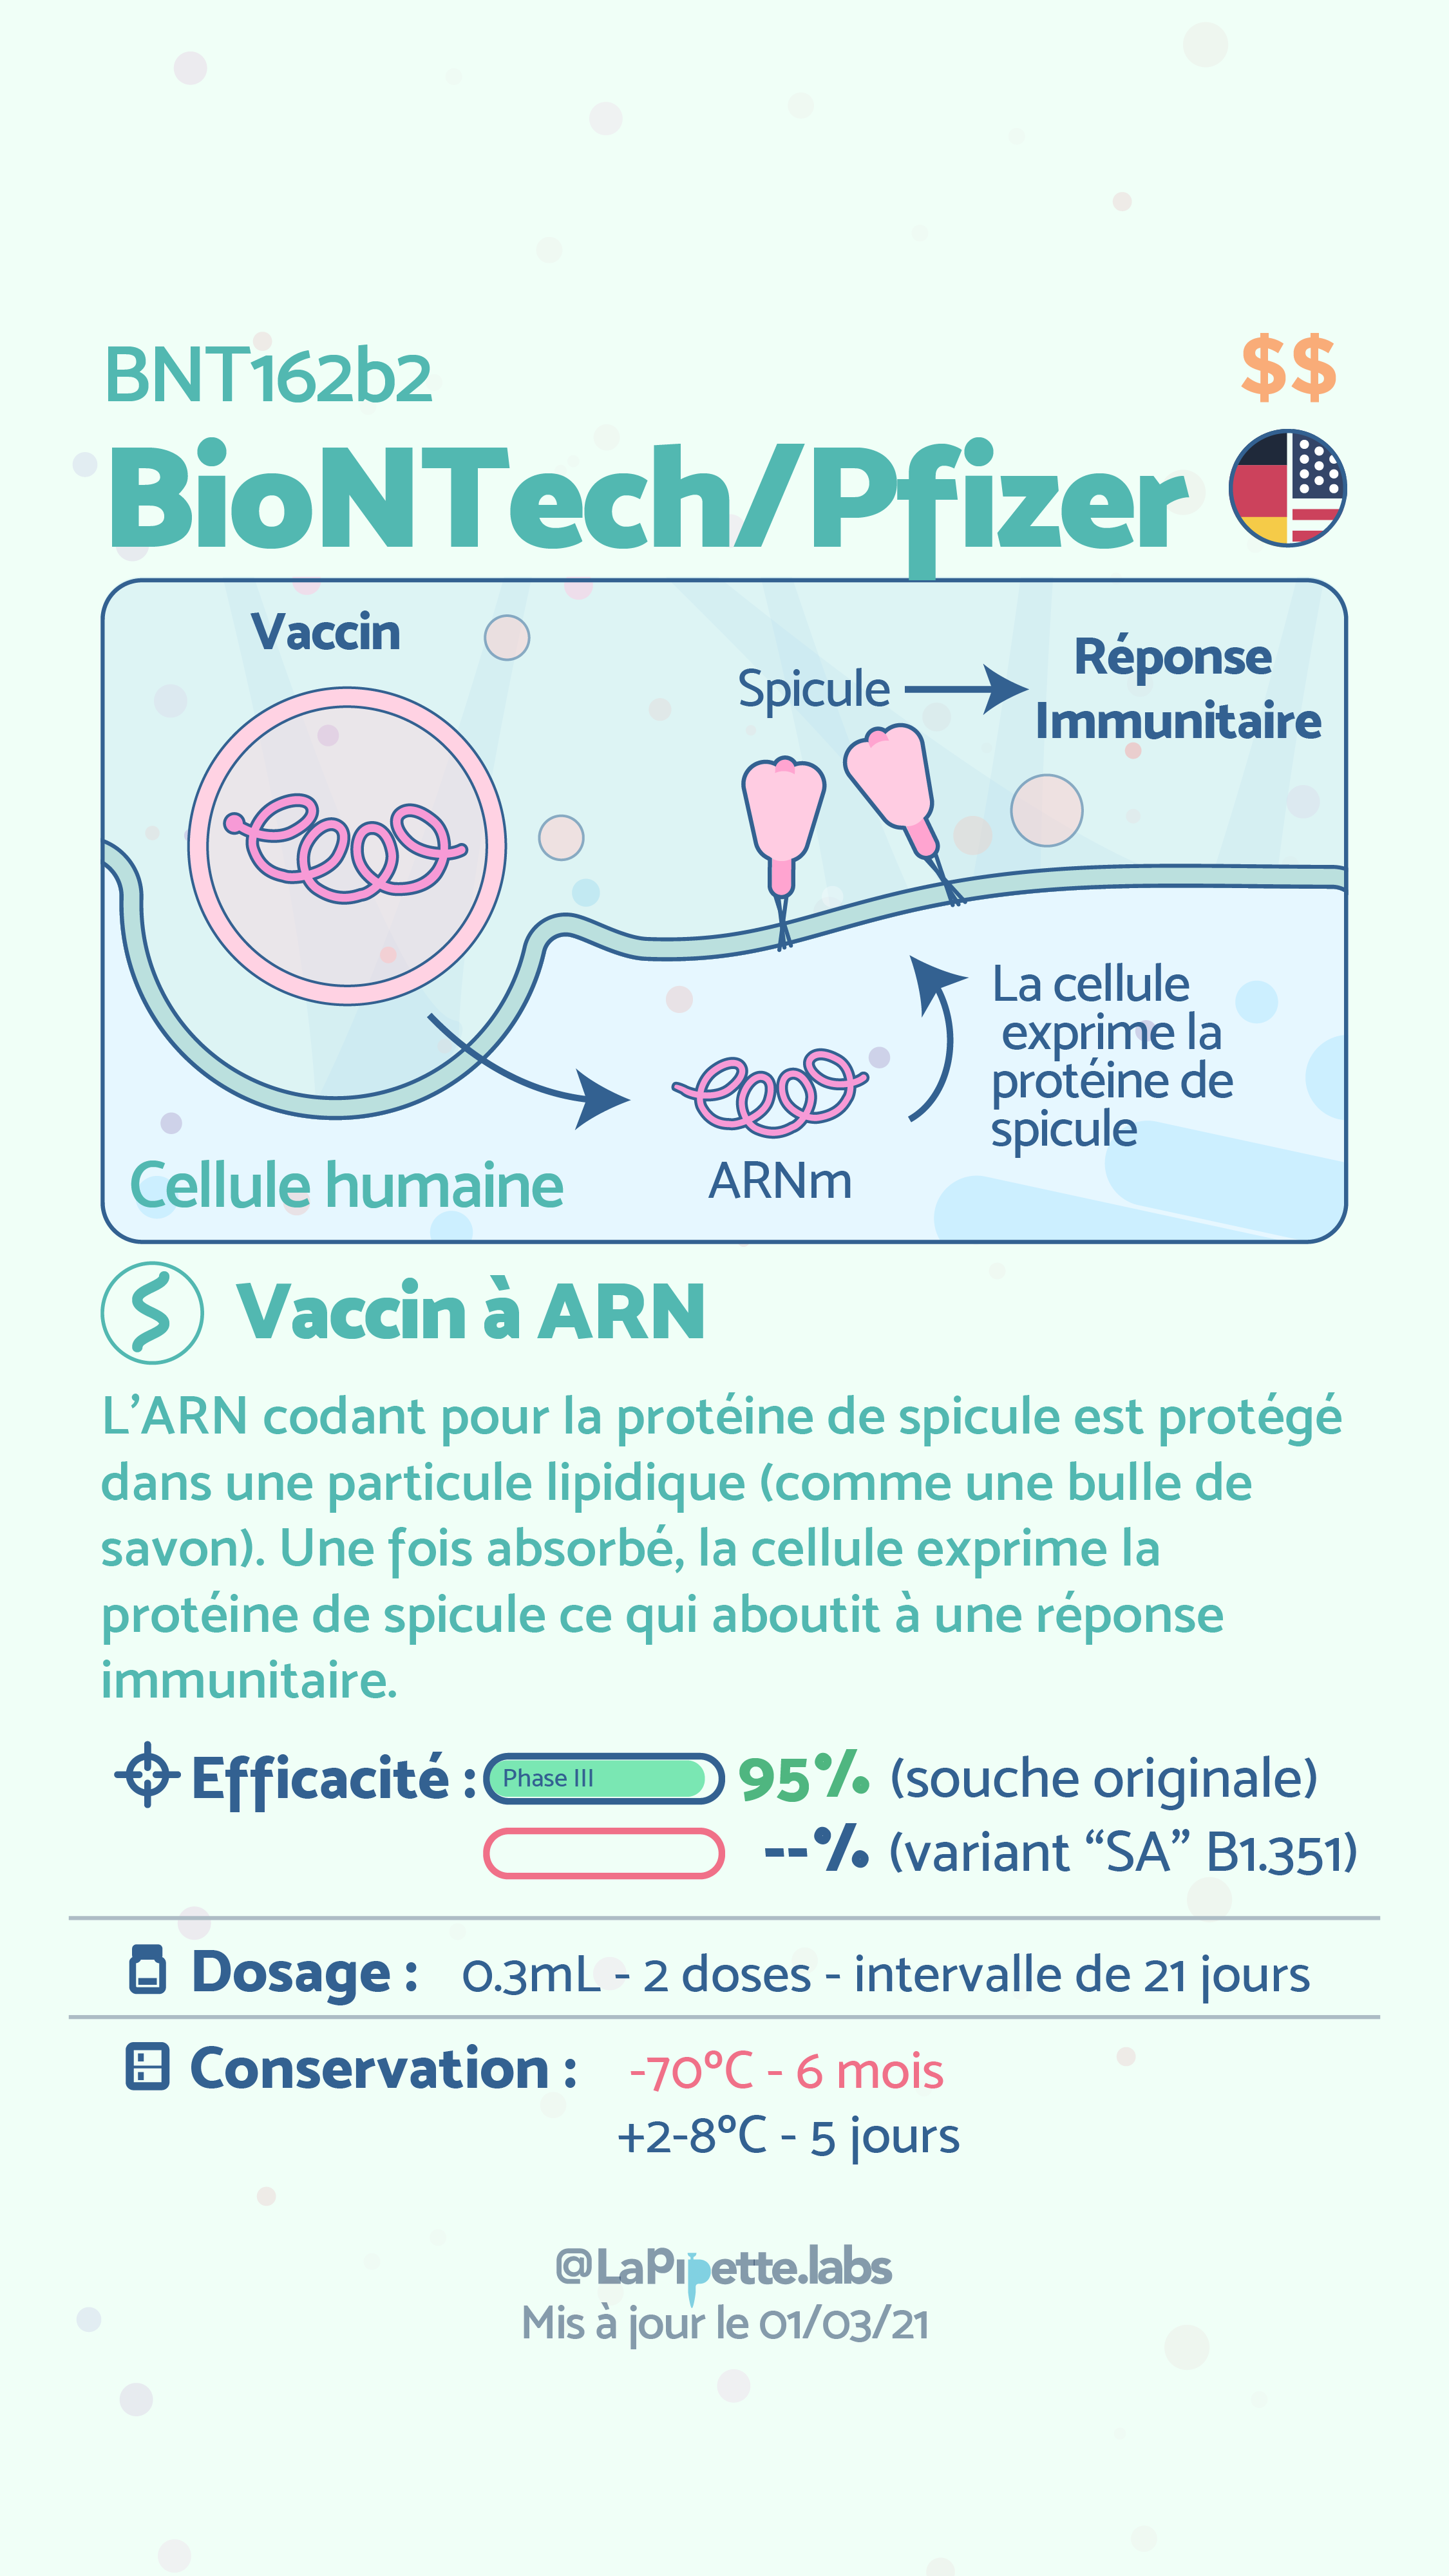 BNT162b2
$$
BioNTech/Pfizer
Vaccin
Spicule
Réponse
Immunitaire
La cellule
exprime la
protéine de
spicule
ARNm
Cellule humaine
Vaccin à ARN
L’ARN codant pour la protéine de spicule est protégé
dans une particule lipidique (comme une bulle de
savon). Une fois absorbé, la cellule exprime la
protéine de spicule ce qui aboutit à une réponse
immunitaire.
Efficacité : Phase III 95% (souche originale)
--% (variant “SA” B1.351)
Dosage : 0.3mL - 2 doses - intervalle de 21 jours
Conservation : -70ºC - 6 mois
+2-8ºC - 5 jours
@LaPipette.labs
Mis à jour le 01/03/21